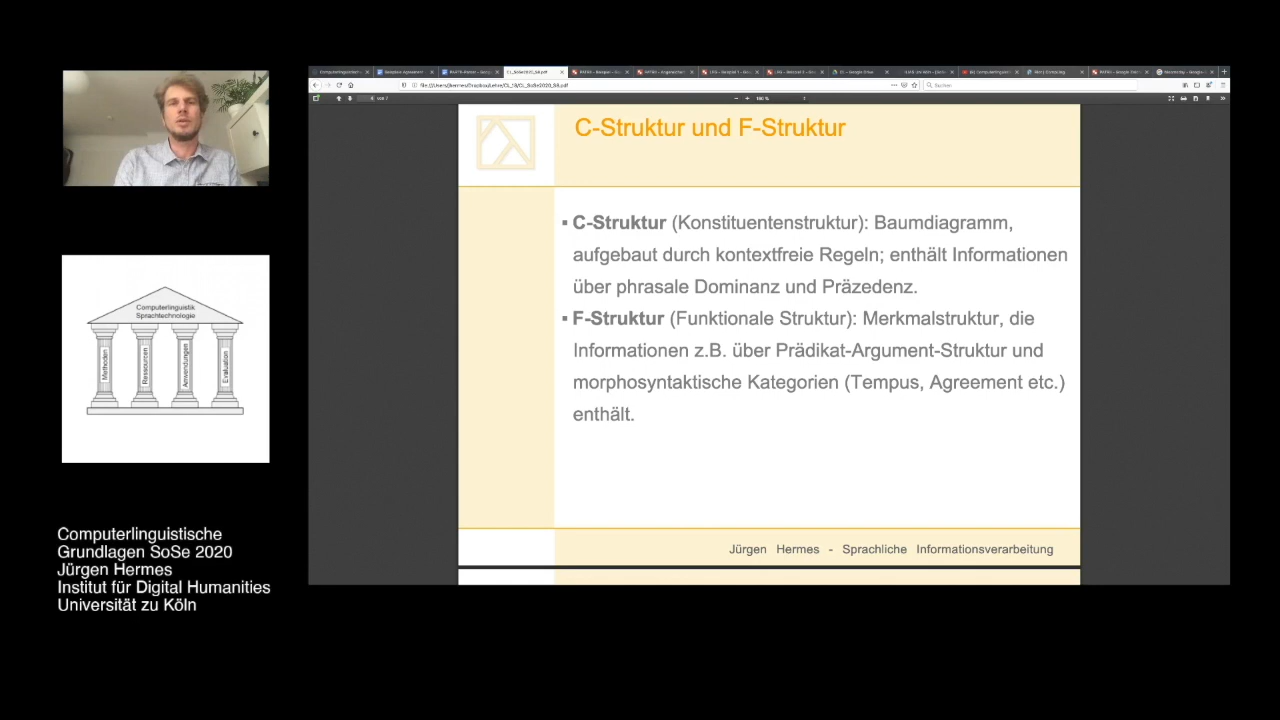 C-Struktur und F-Struktur
▪ C-Struktur (Konstituentenstruktur): Baumdiagramm,
aufgebaut durch kontextfreie Regeln; enthält Informationen
über phrasale Dominanz und Präzedenz.
▪ F-Struktur (Funktionale Struktur): Merkmalstruktur, die
Informationen z.B. über Prädikat-Argument-Struktur und
morphosyntaktische Kategorien (Tempus, Agreement etc.)
enthält.
Jürgen Hermes - Sprachliche Informationsverarbeitung
Computerlinguistik
Sprachtechnologie
Methoden
Ressourcen
Anwendungen
Evaluation
Computerlinguistische
Grundlagen SoSe 2020
Jürgen Hermes
Institut für Digital Humanities
Universität zu Köln